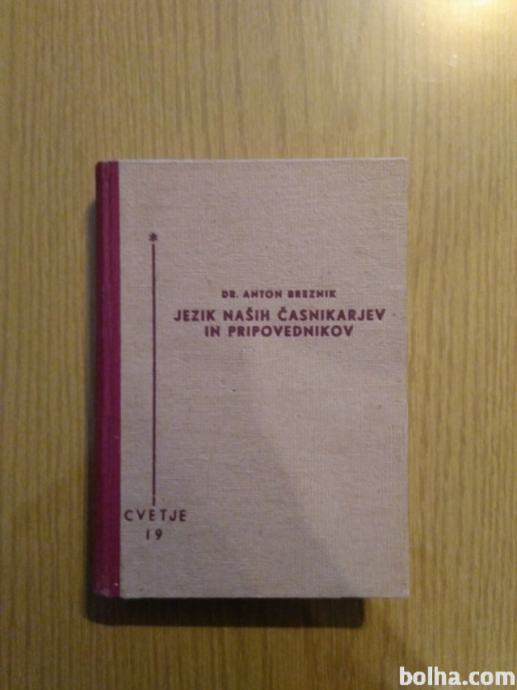 *
DR. ANTON BREZNIK
JEZIK NAŠIH ČASNIKARJEV
IN PRIPOVEDNIKOV
CVETJE
19
bolha.com